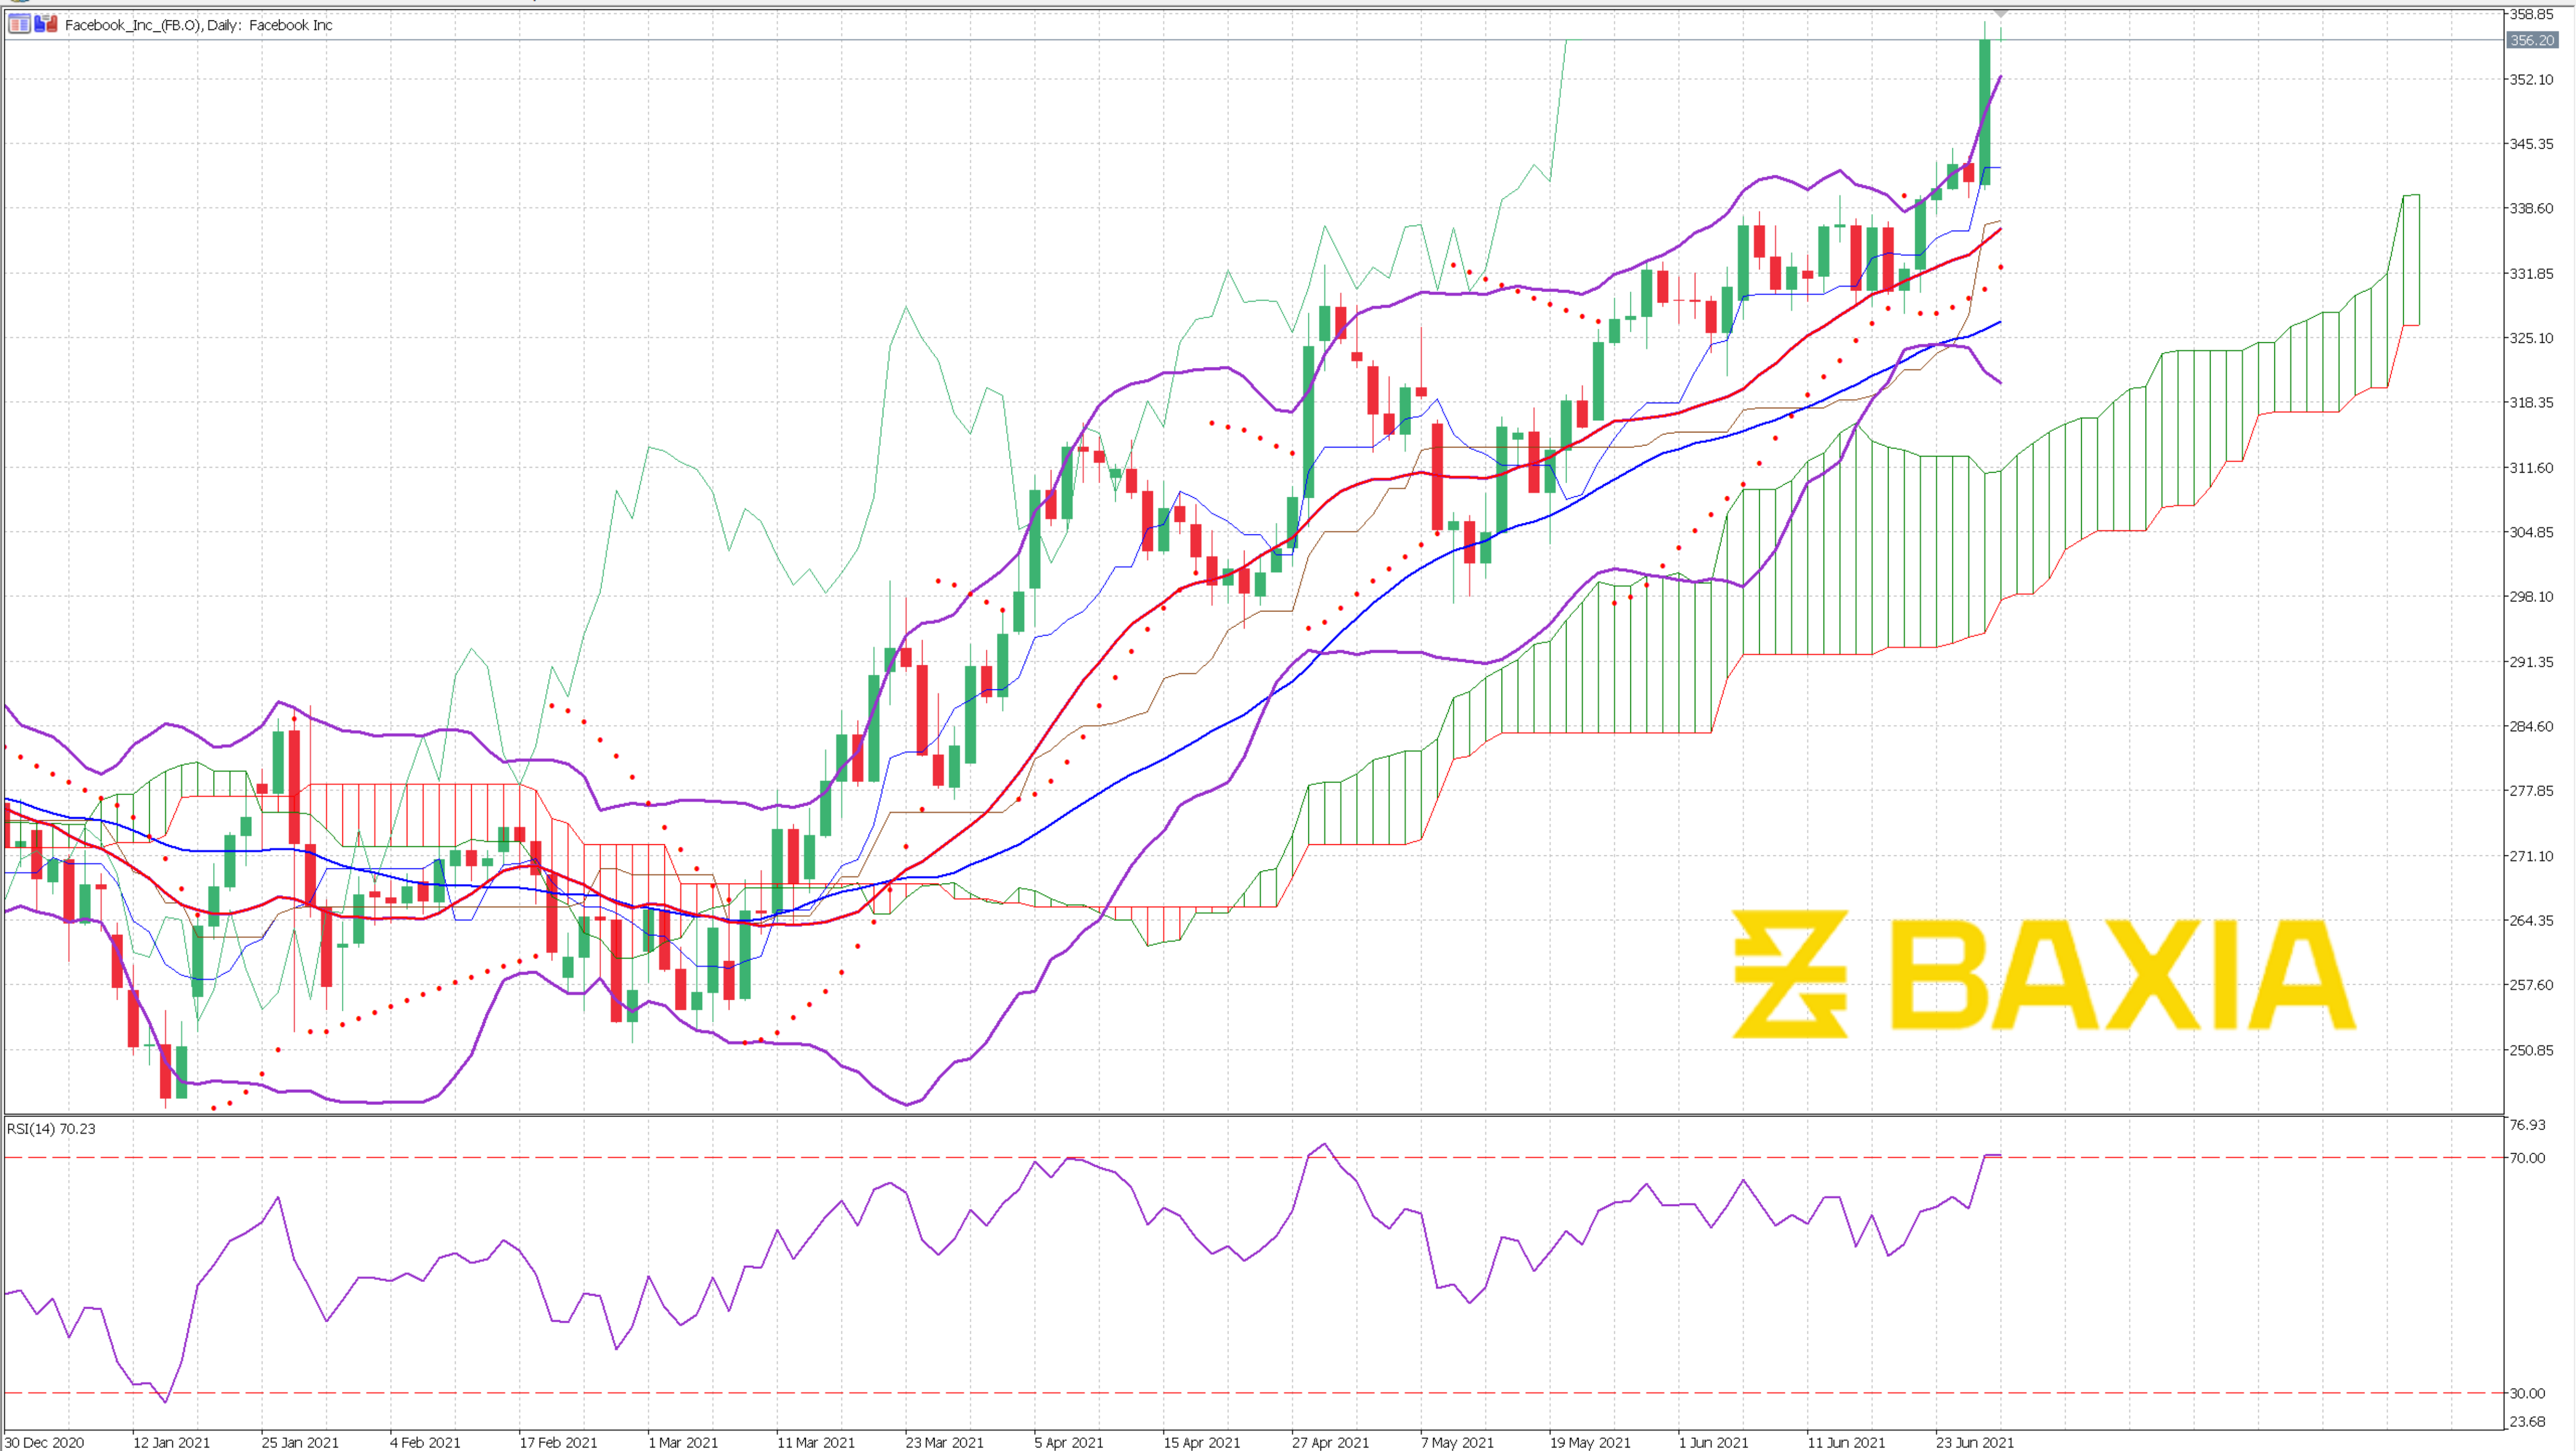 Facebook_Inc_(FB.O), Daily:  Facebook Inc
358.85
356.20
352.10
345.35
338.60
331.85
325.10
318.35
311.60
304.85
298.10
291.35
284.60
277.85
271.10
264.35
257.60
250.85
BAXIA
RSI(14) 70.23
76.93
70.00
30.00
23.68
30 Dec 2020
12 Jan 2021
25 Jan 2021
4 Feb 2021
17 Feb 2021
1 Mar 2021
11 Mar 2021
23 Mar 2021
5 Apr 2021
15 Apr 2021
27 Apr 2021
7 May 2021
19 May 2021
1 Jun 2021
11 Jun 2021
23 Jun 2021